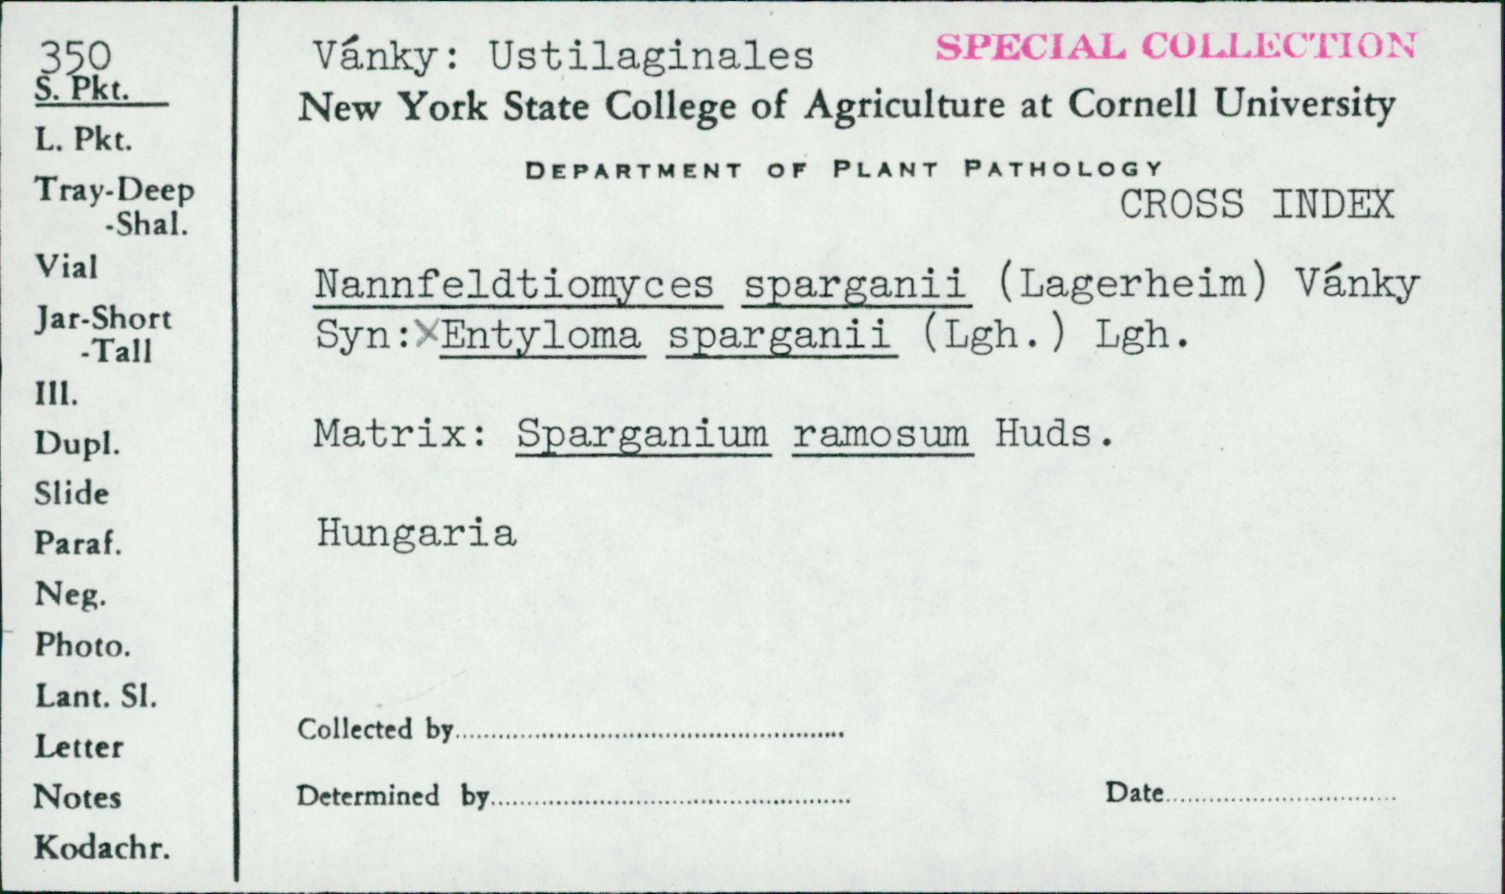 350
S. Pkt.
L. Pkt.
Tray-Deep
-Shal.
Vial
Jar-Short
-Tall
Ill.
Dupl.
Slide
Paraf.
Neg.
Photo.
Lant. Sl.
Letter
Notes
Kodachr.
Vánky: Ustilaginales
SPECIAL COLLECTION
New York State College of Agriculture at Cornell University
DEPARTMENT OF PLANT PATHOLOGY
CROSS INDEX
Nannfeldtiomyces sparganii (Lagerheim) Vánky
Syn:xEntyloma sparganii (Lgh.) Lgh.
Matrix: Sparganium ramosum Huds.
Hungaria
Collected by
Determined by
Date